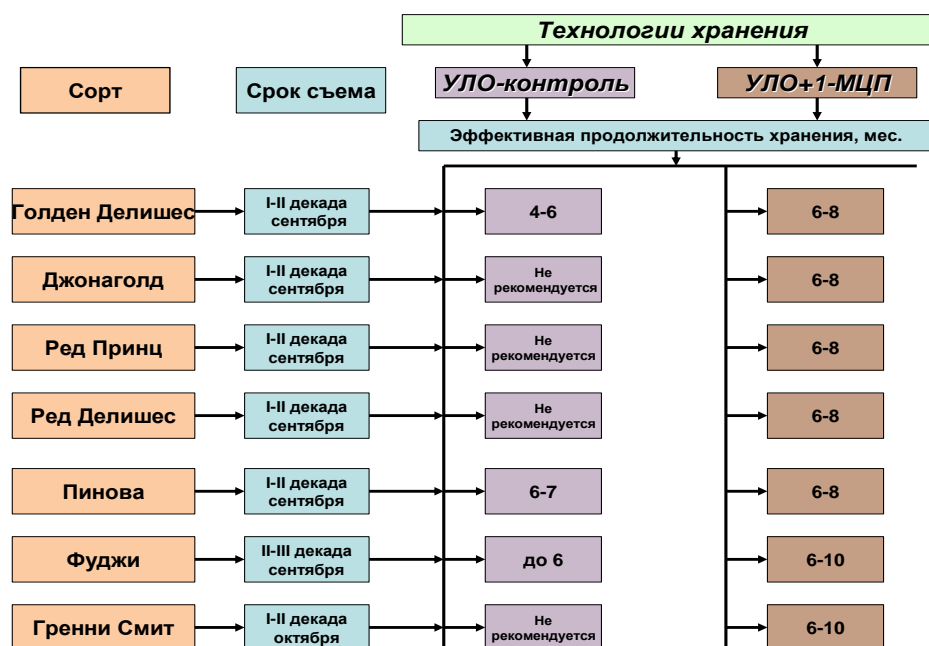 Технологии хранения
Сорт
Срок съема
УЛО-контроль
УЛО+1-МЦП
Эффективная продолжительность хранения, мес.
Голден Делишес
I-II декада
сентября
4-6
6-8
Джонаголд
I-II декада
сентября
Не
рекомендуется
6-8
Ред Принц
I-II декада
сентября
Не
рекомендуется
6-8
Ред Делишес
I-II декада
сентября
Не
рекомендуется
6-8
Пинова
I-II декада
сентября
6-7
6-8
Фуджи
II-III декада
сентября
до 6
6-10
Гренни Смит
I-II декада
октября
Не
рекомендуется
6-10